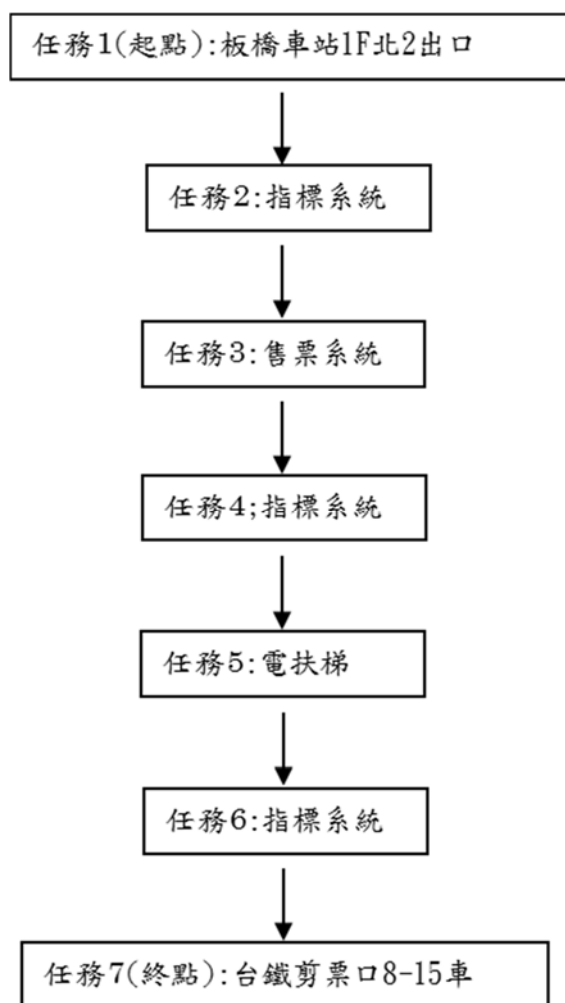 任務1(起點):板橋車站1F北2出口
任務2:指標系統
任務3:售票系統
任務4;指標系統
任務5:電扶梯
任務6:指標系統
任務7(終點):台鐵剪票口8-15車